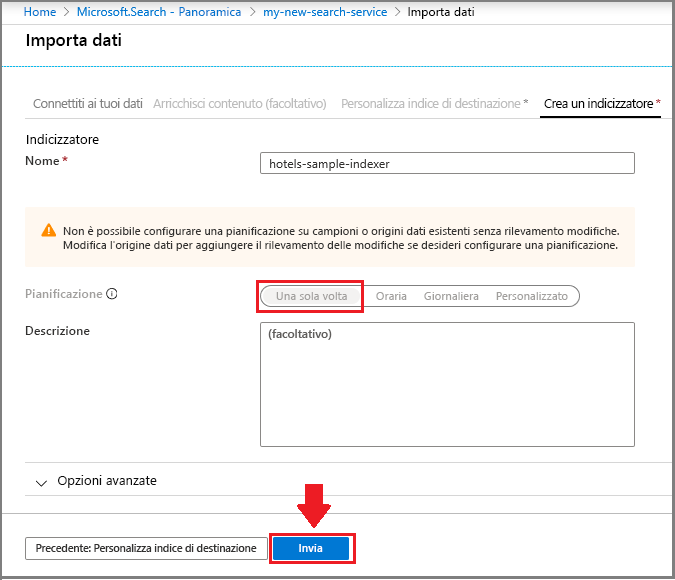 Home > Microsoft.Search - Panoramica > my-new-search-service > Importa dati
Importa dati
Connettiti ai tuoi dati Arricchisci contenuto (facoltativo) Personalizza indice di destinazione * Crea un indicizzatore *
Indicizzatore
Nome * hotels-sample-indexer
Non è possibile configurare una pianificazione su campioni o origini dati esistenti senza rilevamento modifiche.
Modifica l'origine dati per aggiungere il rilevamento delle modifiche se desideri configurare una pianificazione.
Pianificazione Una sola volta Oraria Giornaliera Personalizzato
Descrizione (facoltativo)
Opzioni avanzate
Precedente: Personalizza indice di destinazione Invia